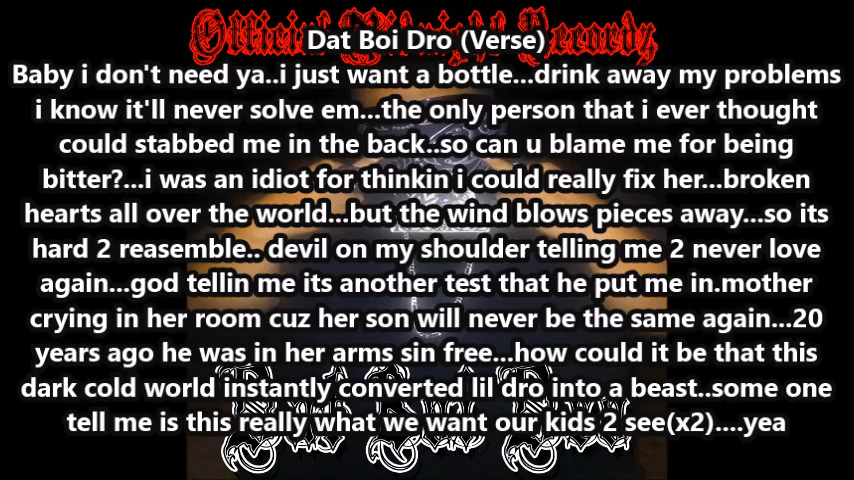 Official Midnight Recordz
Dat Boi Dro (Verse)
Baby i don't need ya..i just want a bottle...drink away my problems
i know it'll never solve em...the only person that i ever thought
could stabbed me in the back..so can u blame me for being
bitter?...i was an idiot for thinkin i could really fix her...broken
hearts all over the world...but the wind blows pieces away...so its
hard 2 reasemble.. devil on my shoulder telling me 2 never love
again...god tellin me its another test that he put me in.mother
crying in her room cuz her son will never be the same again...20
years ago he was in her arms sin free...how could it be that this
dark cold world instantly converted lil dro into a beast..some one
tell me is this really what we want our kids 2 see(x2)....yea